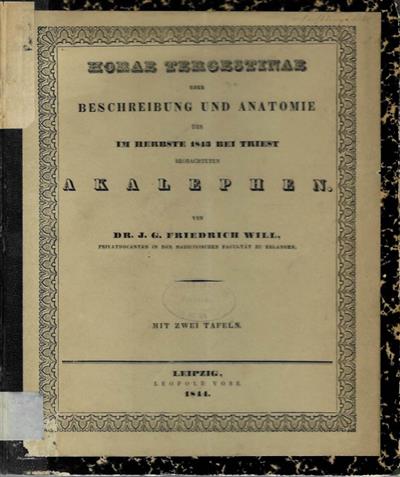 HORAE TERGESTINAE
ODER
BESCHREIBUNG UND ANATOMIE
DER
IM HERBSTE 1843 BEI TRIEST
BEOBACHTETEN
AKALEPHEN.
VON
DR. J. G. FRIEDRICH WILL,
PRIVATDOCENTEN IN DER MEDICINISCHEN FACULTÄT ZU ERLANGEN.
MIT ZWEI TAFELN.
LEIPZIG,
LEOPOLD VOSS.
1844.